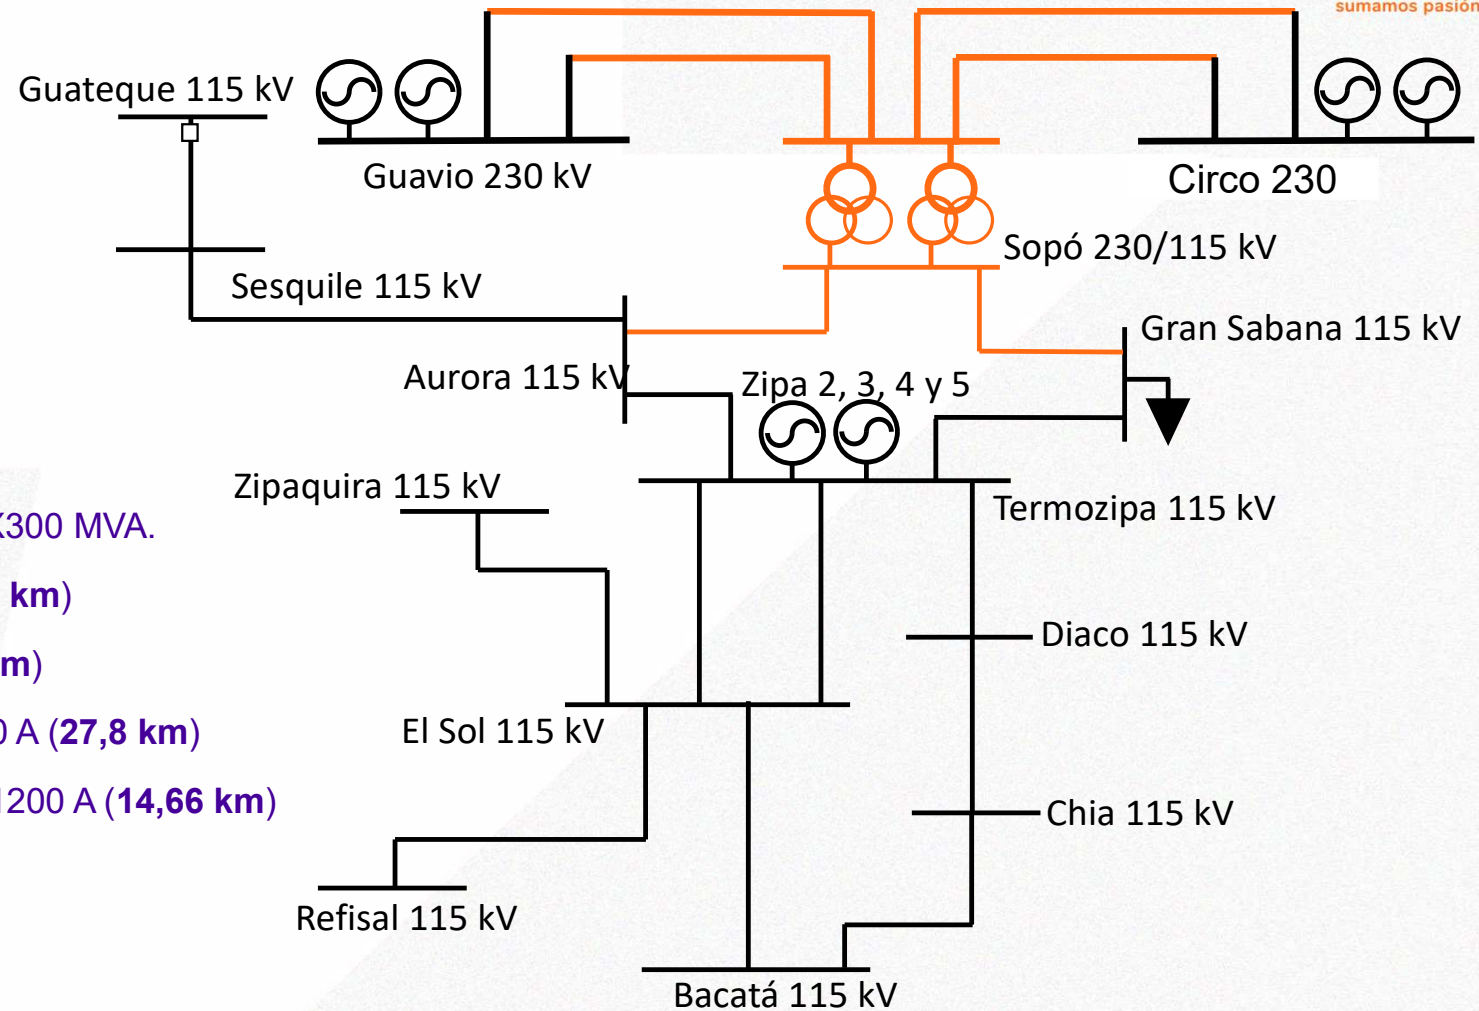 sumamos pasión
Guateque 115 kV
Guavio 230 kV
Circo 230
Sopó 230/115 kV
Sesquile 115 kV
Gran Sabana 115 kV
Aurora 115 kV
Zipa 2, 3, 4 y 5
Zipaquira 115 kV
Termozipa 115 kV
X300 MVA.
km)
m)
Diaco 115 kV
0 A (27,8 km)
El Sol 115 kV
1200 A (14,66 km)
Chia 115 kV
Refisal 115 kV
Bacatá 115 kV